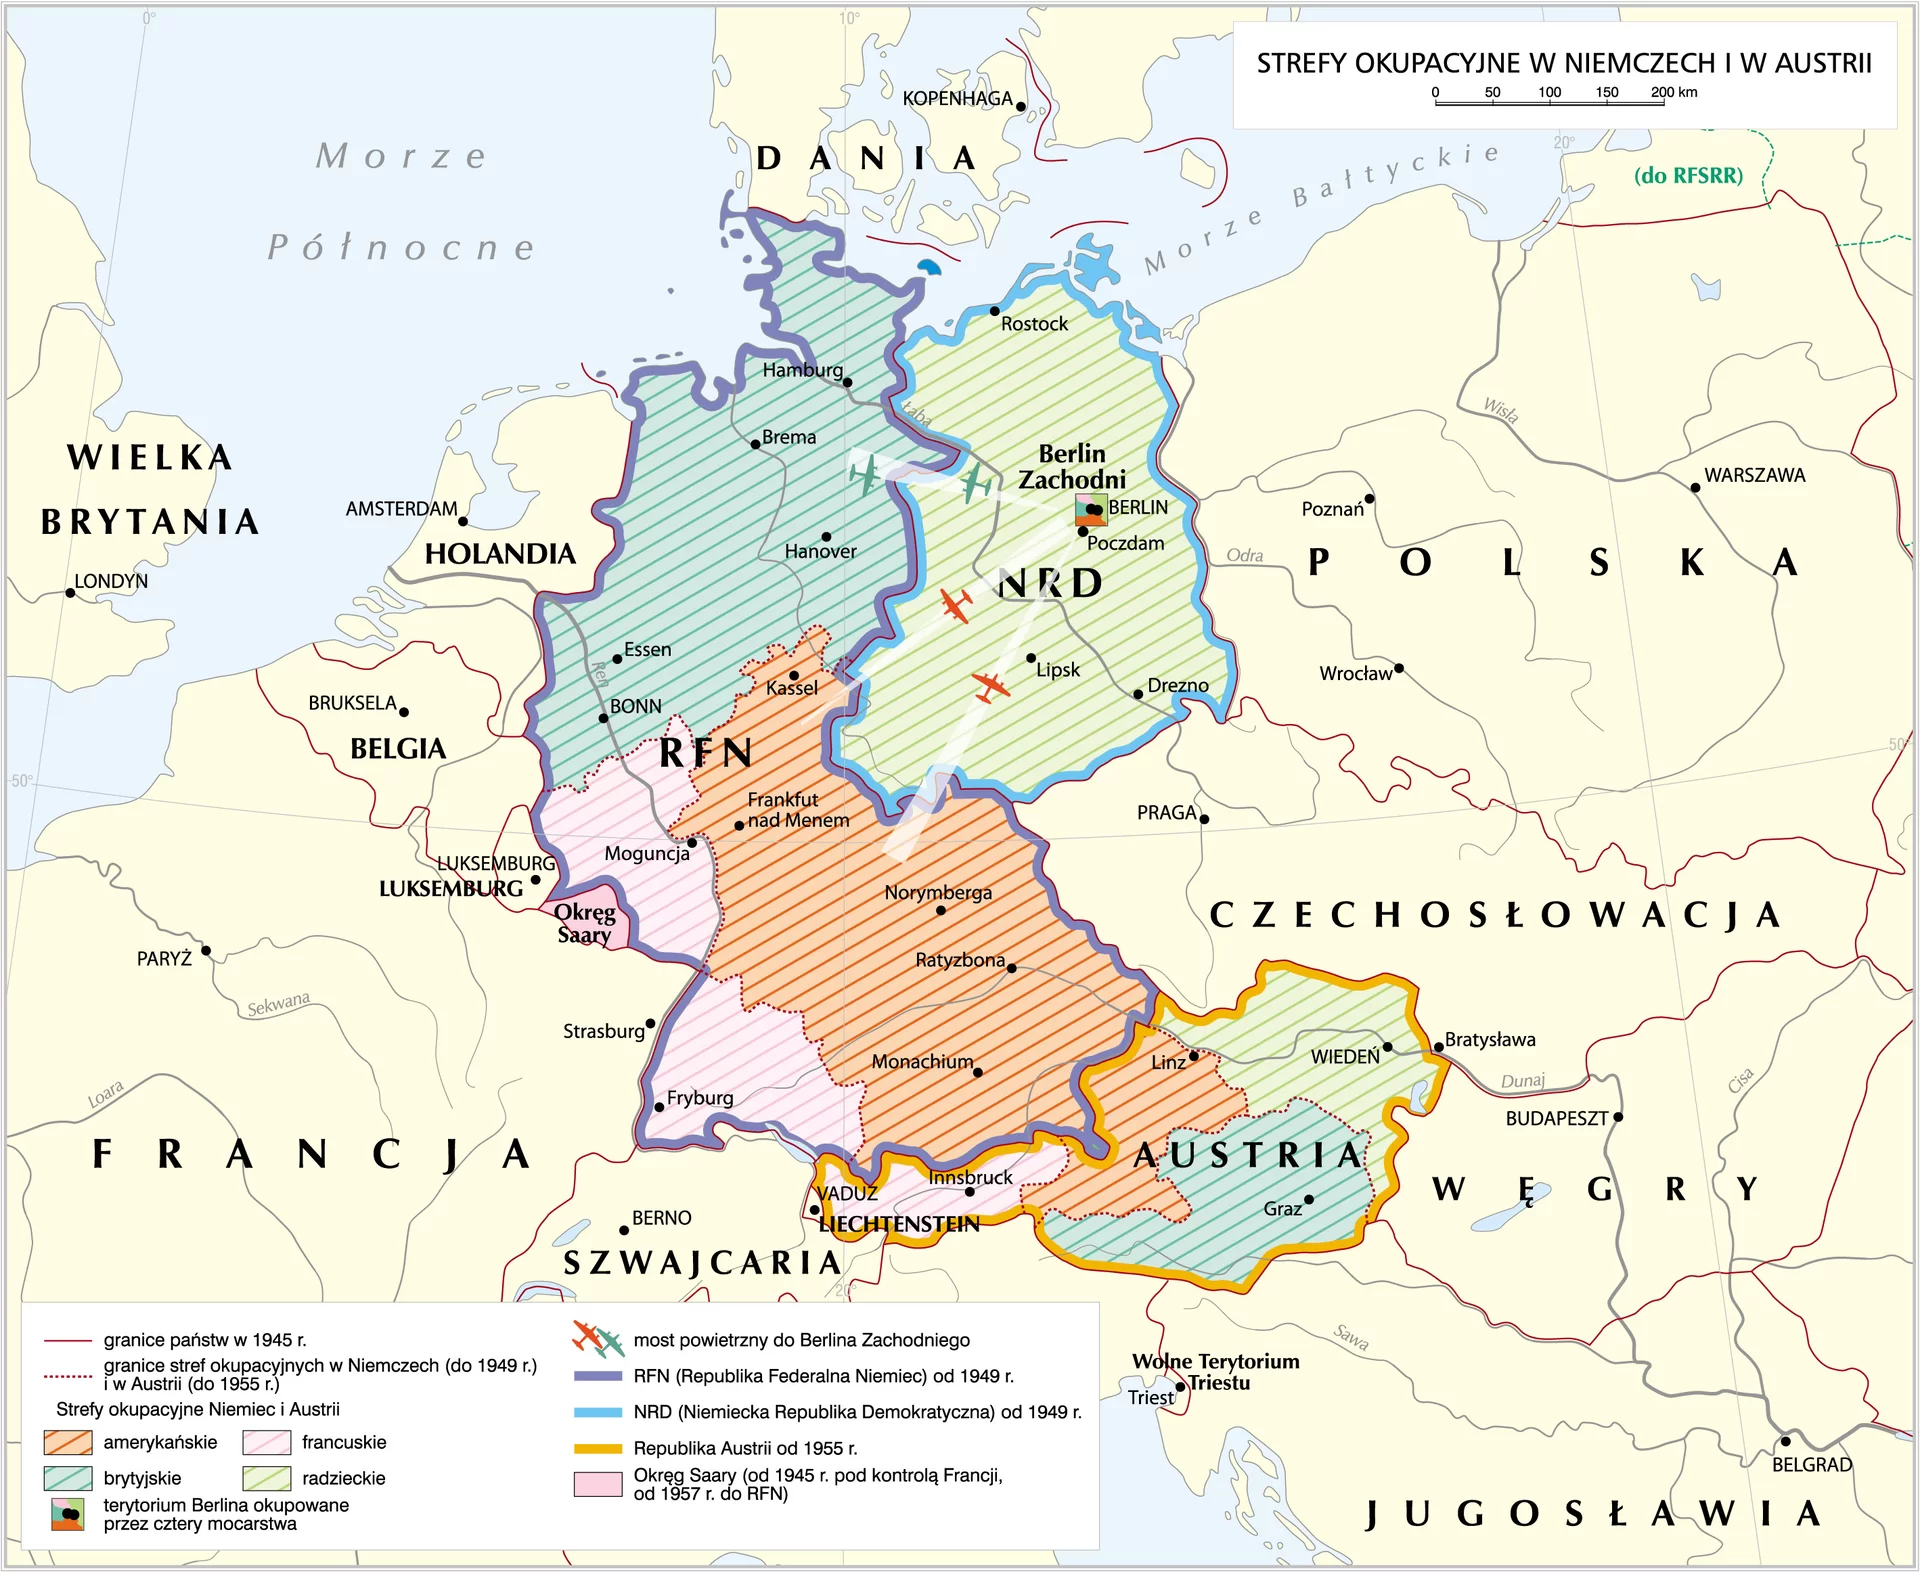 0°
10°
STREFY OKUPACYJNE W NIEMCZECH I W AUSTRII
0 50 100 150 200 km
KOPENHAGA
20°
Morze
DANIA
Morze Bałtyckie
(do RFSRR)
Północne
Rostock
Hamburg
Łaba
Wisła
Brema
WIELKA
BRYTANIA
Berlin
Zachodni
WARSZAWA
AMSTERDAM
BERLIN
Poznań
HOLANDIA
Hanover
Poczdam
Odra
POLSKA
LONDYN
NRD
Essen
Ren
Kassel
Lipsk
Drezno
Wrocław
BRUKSELA
BONN
BELGIA
RFN
50°
50°
Frankfut
nad Menem
PRAGA
Moguncja
LUKSEMBURG
LUKSEMBURG
Norymberga
Okręg
Saary
CZECHOSŁOWACJA
PARYŻ
Ratyzbona
Sekwana
Strasburg
Monachium
Linz
WIEDEŃ
Bratysława
Loara
Fryburg
Dunaj
Cisa
BUDAPESZT
FRANCJA
AUSTRIA
Innsbruck
VADUZ
WĘGRY
Graz
BERNO
LIECHTENSTEIN
SZWAJCARIA
20°
Sawa
Wolne Terytorium
Triestu
Triest
BELGRAD
JUGOSŁAWIA
granice państw w 1945 r.
granice stref okupacyjnych w Niemczech (do 1949 r.)
i w Austrii (do 1955 r.)
Strefy okupacyjne Niemiec i Austrii
amerykańskie
francuskie
brytyjskie
radzieckie
terytorium Berlina okupowane
przez cztery mocarstwa
most powietrzny do Berlina Zachodniego
RFN (Republika Federalna Niemiec) od 1949 r.
NRD (Niemiecka Republika Demokratyczna) od 1949 r.
Republika Austrii od 1955 r.
Okręg Saary (od 1945 r. pod kontrolą Francji,
od 1957 r. do RFN)